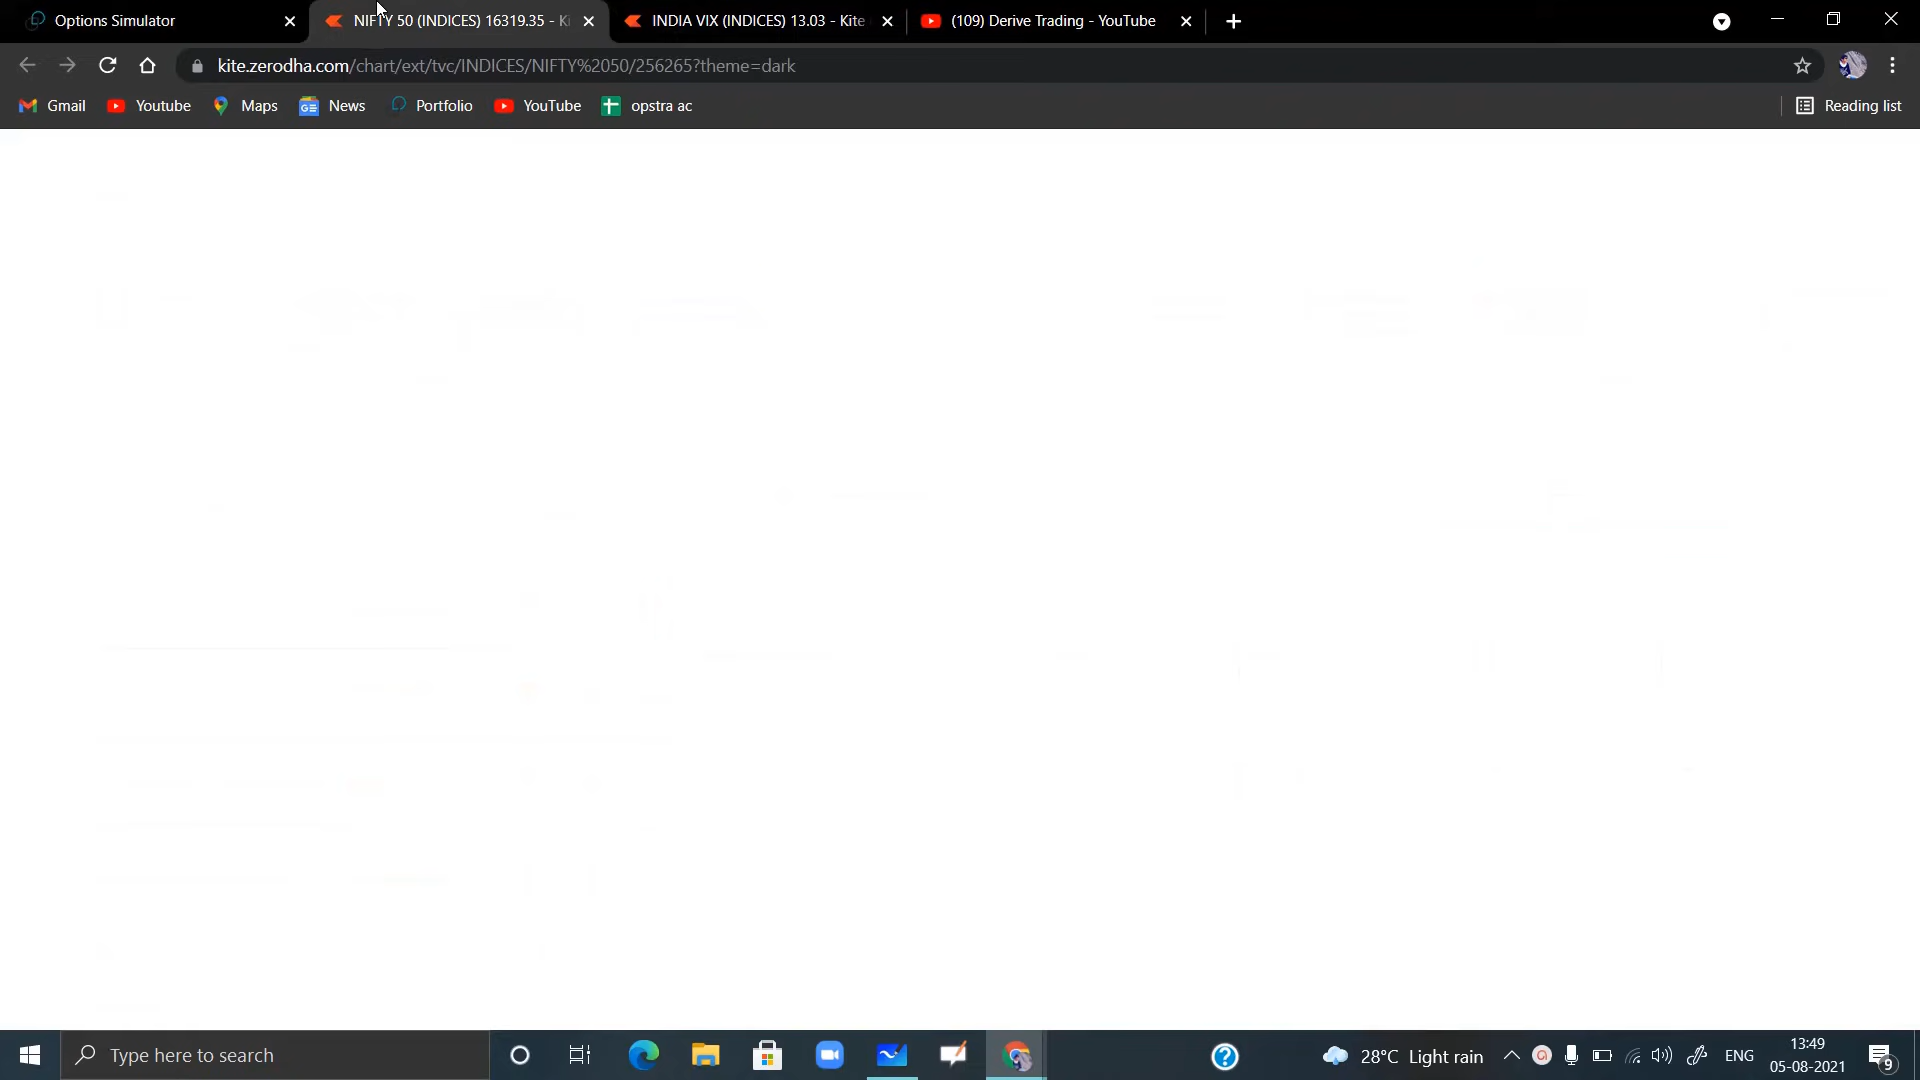 Options Simulator
NIFTY 50 (INDICES) 16319.35 - Ki
INDIA VIX (INDICES) 13.03 - Kite
(109) Derive Trading - YouTube
kite.zerodha.com/chart/ext/tvc/INDICES/NIFTY%2050/256265?theme=dark
Gmail
Youtube
Maps
News
Portfolio
YouTube
opstra ac
Reading list
Type here to search
28°C Light rain
ENG
13:49
05-08-2021
9